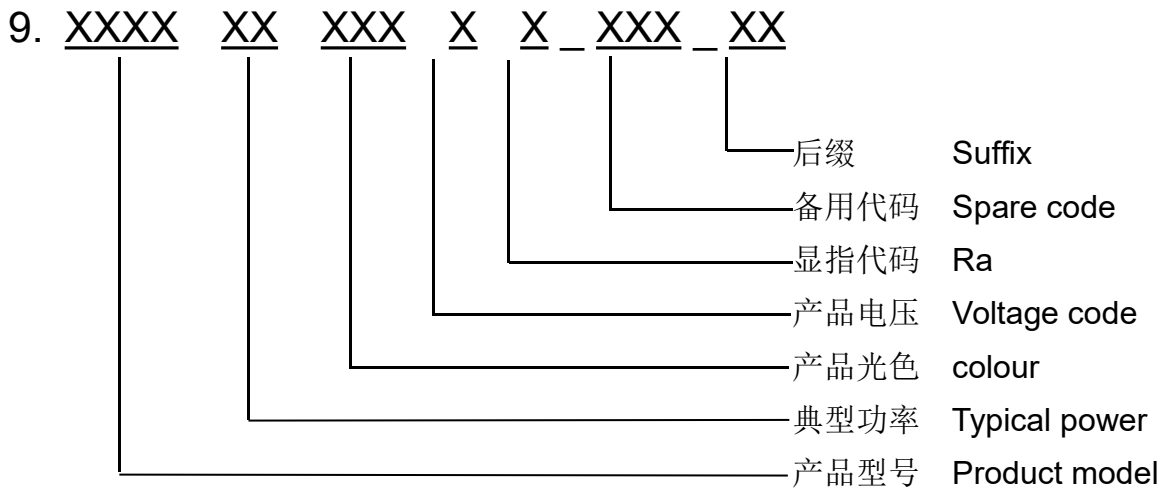 9. XXXX XX XXX X X _ XXX _ XX
后缀 Suffix
备用代码 Spare code
显指代码 Ra
产品电压 Voltage code
产品光色 colour
典型功率 Typical power
产品型号 Product model